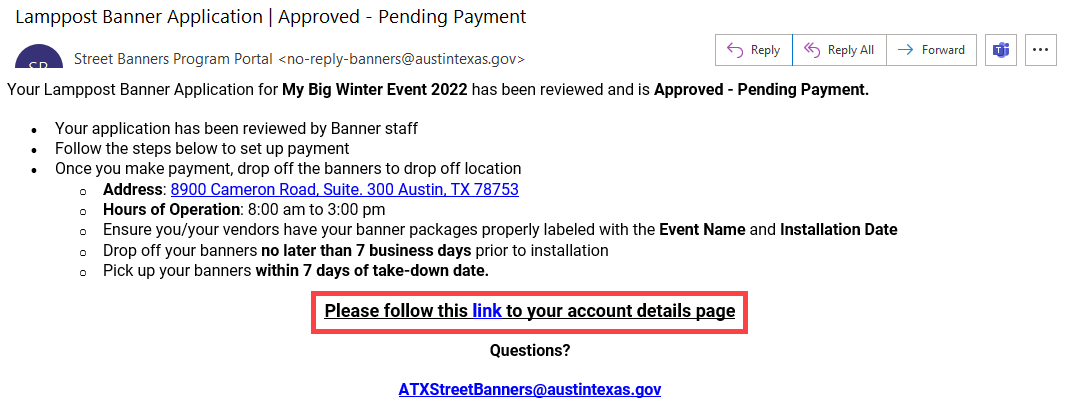 Lamppost Banner Application | Approved - Pending Payment
Street Banners Program Portal <no-reply-banners@austintexas.gov>
Reply
Reply All
Forward
SP
Your Lamppost Banner Application for My Big Winter Event 2022 has been reviewed and is Approved - Pending Payment.
• Your application has been reviewed by Banner staff
• Follow the steps below to set up payment
• Once you make payment, drop off the banners to drop off location
o Address: 8900 Cameron Road, Suite. 300 Austin, TX 78753
o Hours of Operation: 8:00 am to 3:00 pm
o Ensure you/your vendors have your banner packages properly labeled with the Event Name and Installation Date
o Drop off your banners no later than 7 business days prior to installation
o Pick up your banners within 7 days of take-down date.
Please follow this link to your account details page
Questions?
ATXStreetBanners@austintexas.gov